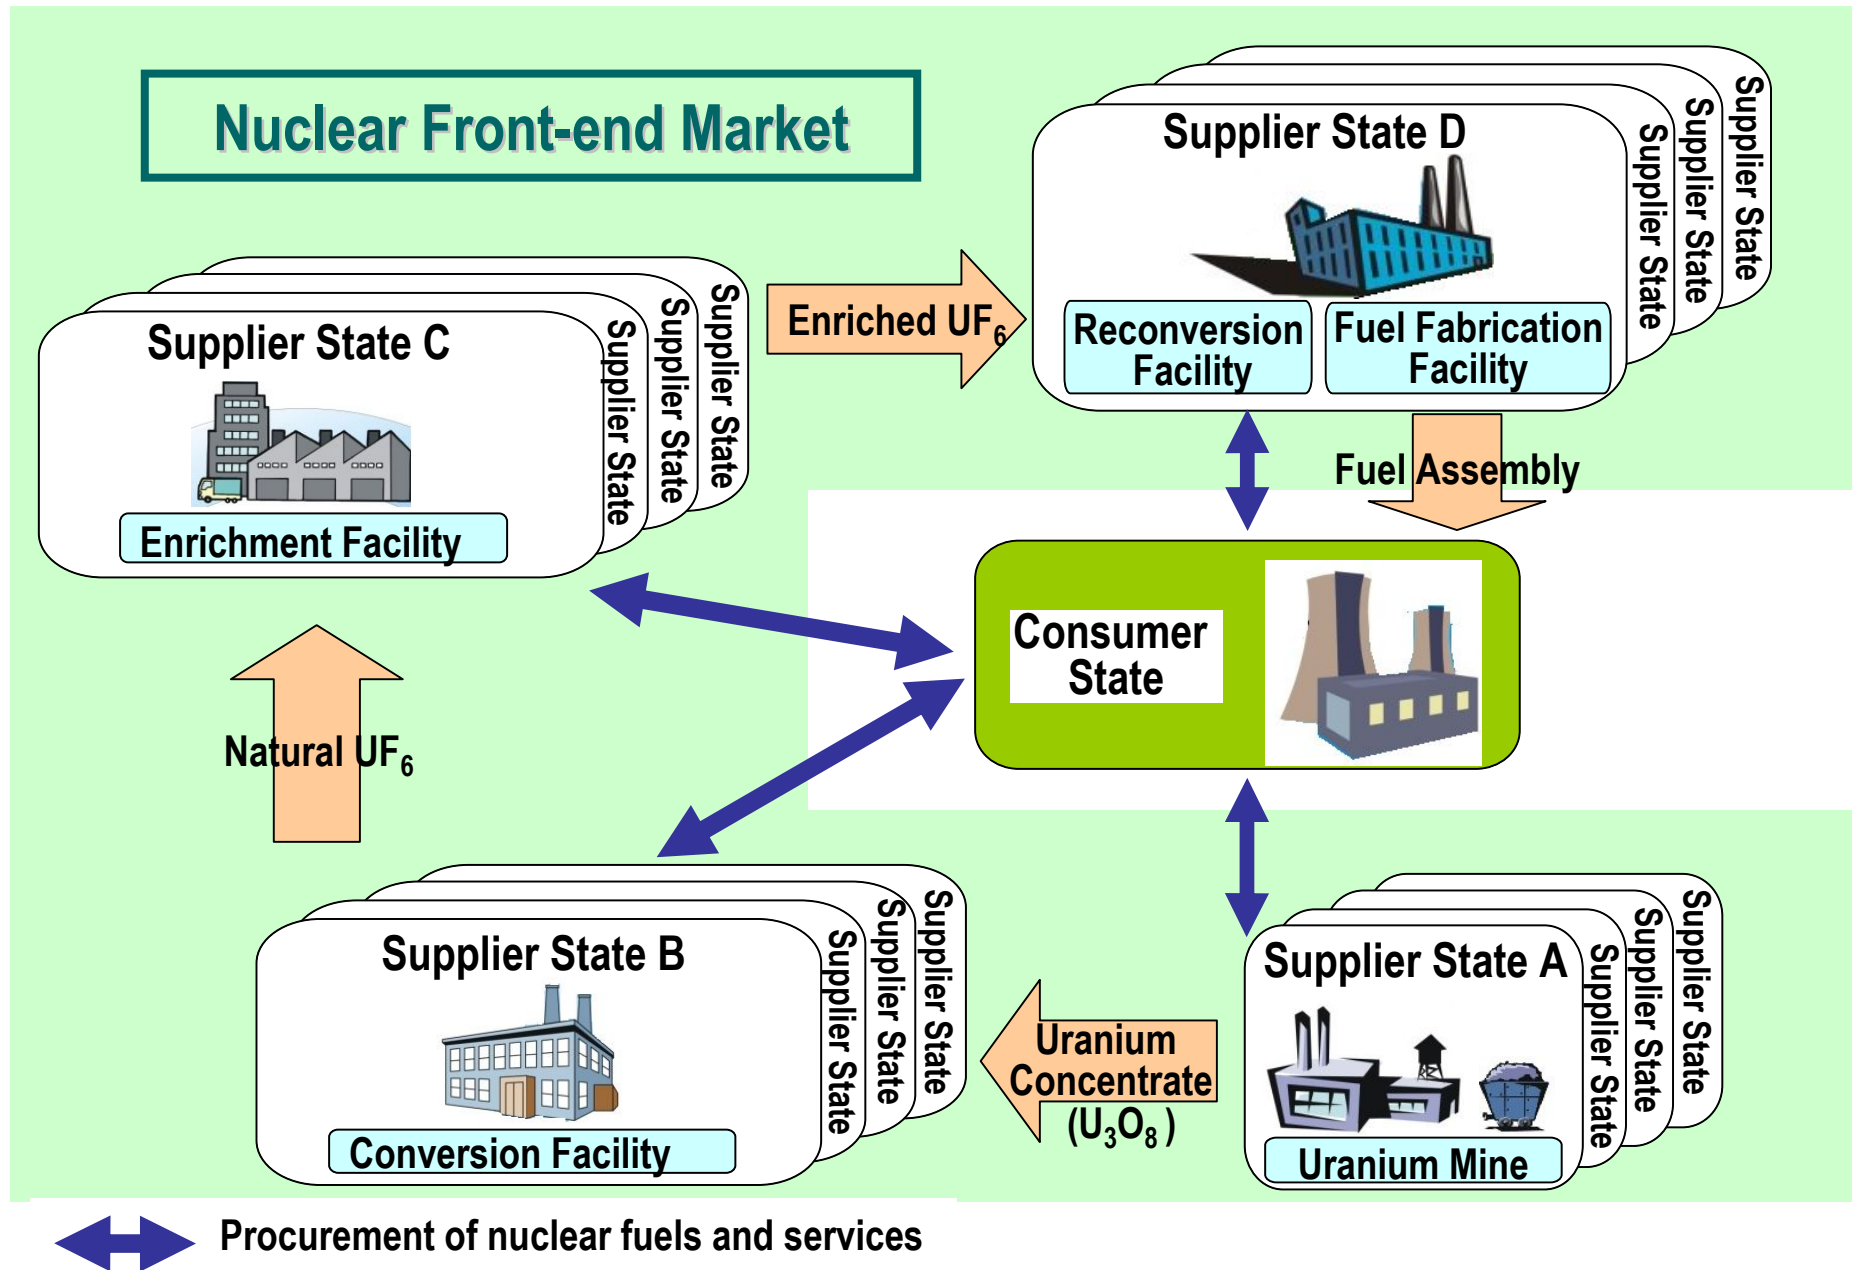 Nuclear Front-end Market
Supplier State D
Supplier State
Supplier State
Supplier State
Reconversion
Facility
Fuel Fabrication
Facility
Enriched UF₆
Supplier State C
Supplier State
Supplier State
Supplier State
Enrichment Facility
Fuel Assembly
Consumer
State
Natural UF₆
Supplier State B
Supplier State
Supplier State
Supplier State
Conversion Facility
Uranium
Concentrate
(U₃O₈ )
Supplier State A
Supplier State
Supplier State
Supplier State
Uranium Mine
Procurement of nuclear fuels and services